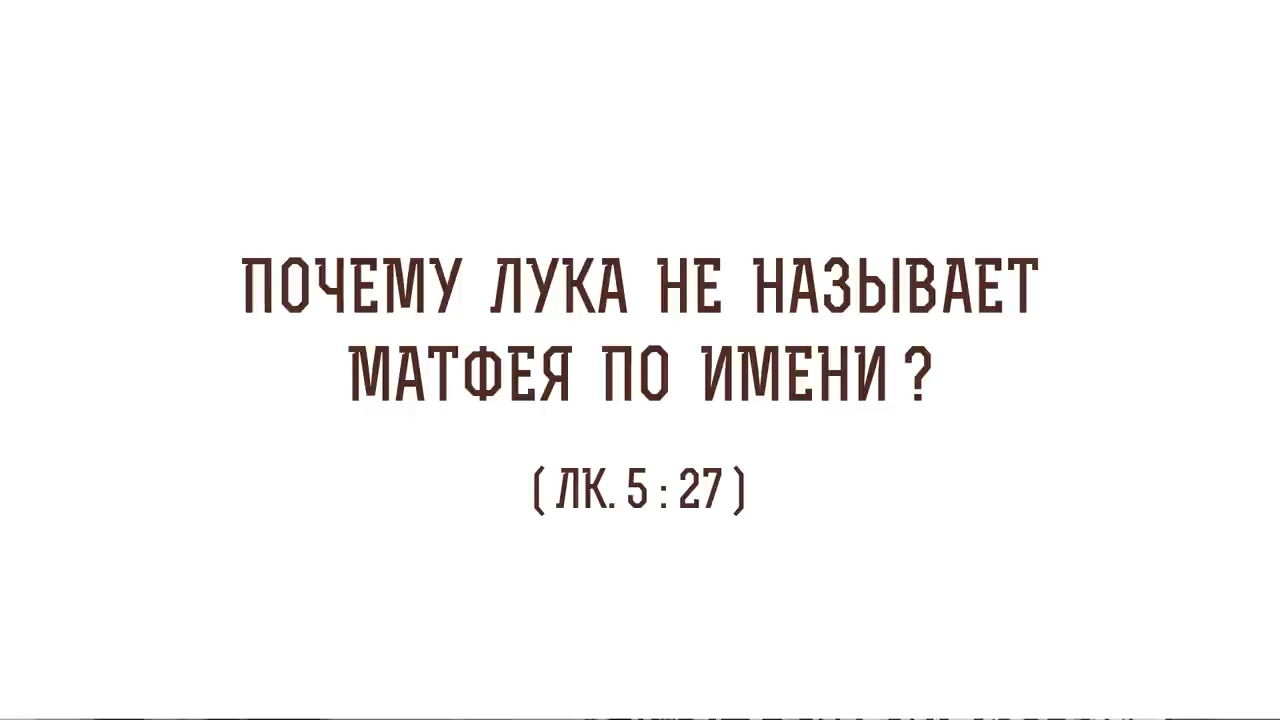 ПОЧЕМУ ЛУКА НЕ НАЗЫВАЕТ
МАТФЕЯ ПО ИМЕНИ?
( ЛК. 5 : 27 )